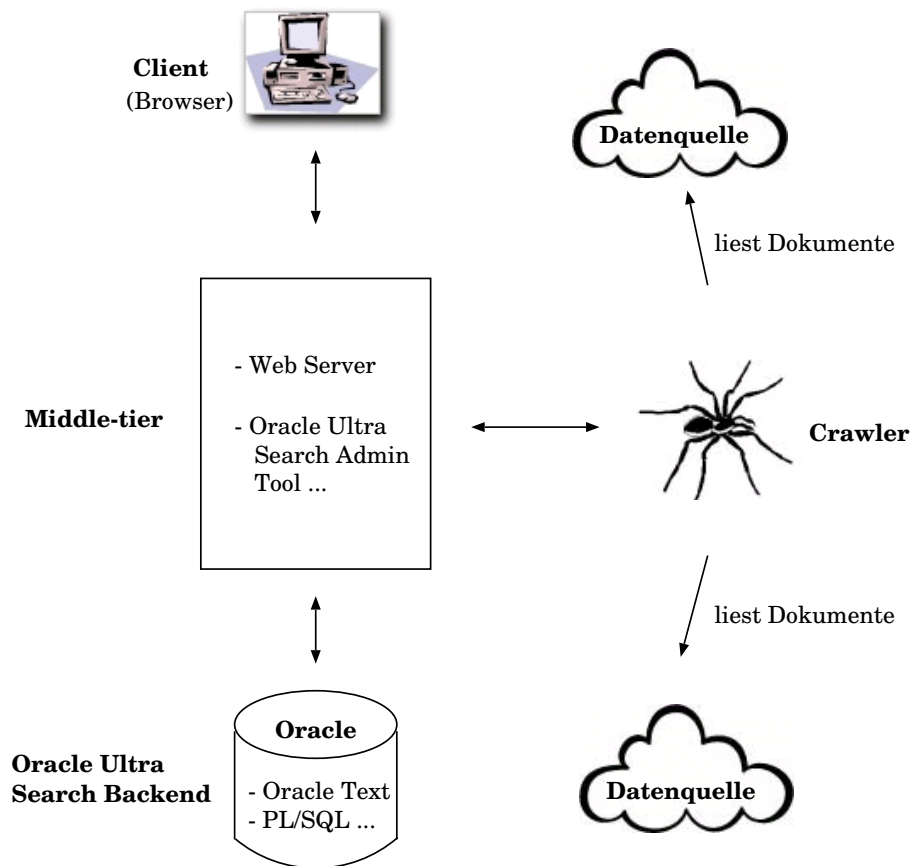 Client
(Browser)
Datenquelle
liest Dokumente
- Web Server
Middle-tier
- Oracle Ultra
Search Admin
Tool ...
Crawler
liest Dokumente
Oracle
Oracle Ultra
Search Backend
- Oracle Text
- PL/SQL ...
Datenquelle